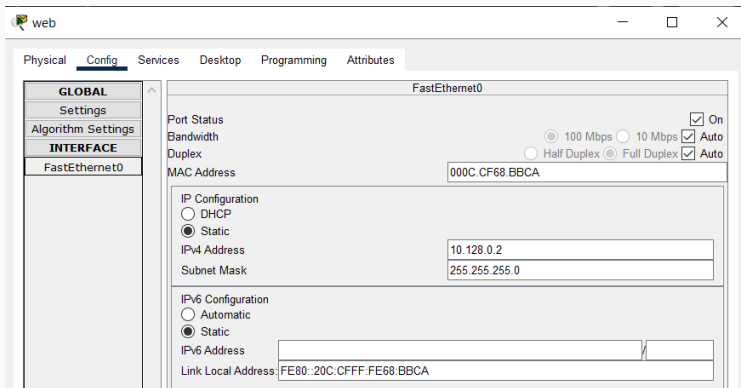 web
Physical Config Services Desktop Programming Attributes
GLOBAL
Settings
Algorithm Settings
INTERFACE
FastEthernet0
FastEthernet0
Port Status On
Bandwidth 100 Mbps 10 Mbps Auto
Duplex Half Duplex Full Duplex Auto
MAC Address 000C.CF68.BBCA
IP Configuration
DHCP
Static
IPv4 Address 10.128.0.2
Subnet Mask 255.255.255.0
IPv6 Configuration
Automatic
Static
IPv6 Address /
Link Local Address: FE80::20C:CFFF:FE68:BBCA